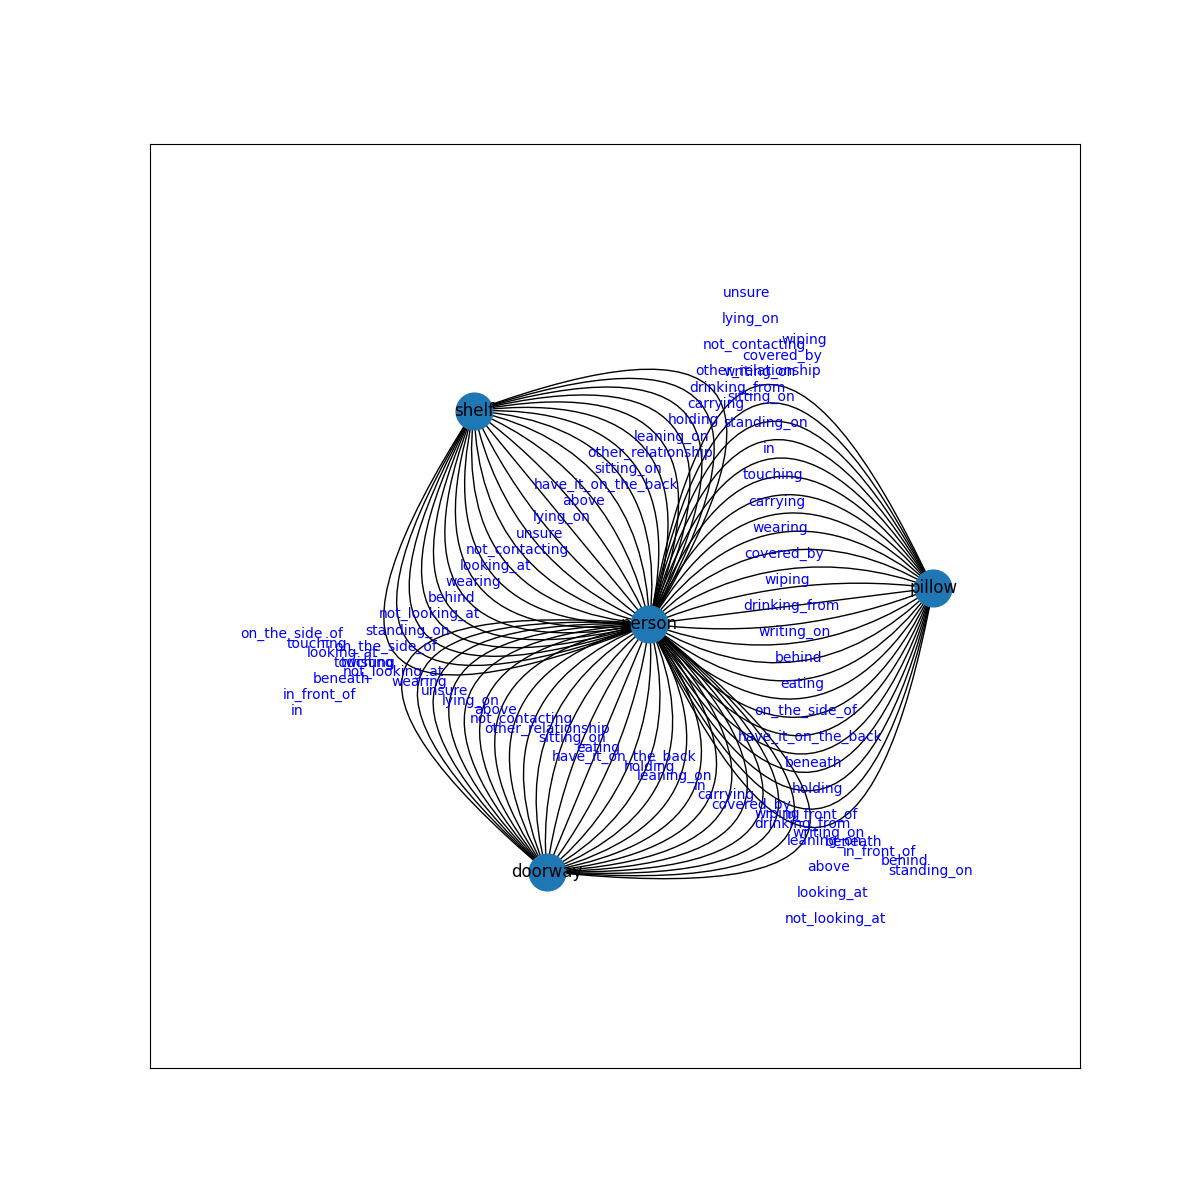 unsure
lying_on
wiping
not_contacting
covered_by
other_relationship
writing_on
drinking_from
sitting_on
carrying
shelf
holding
standing_on
leaning_on
in
other_relationship
sitting_on
touching
have_it_on_the_back
above
carrying
lying_on
wearing
unsure
not_contacting
covered_by
looking_at
wearing
wiping
pillow
behind
drinking_from
not_looking_at
person
standing_on
writing_on
on_the_side_of
touching
on_the_side_of
looking_at
behind
touching
not_looking_at
beneath
wearing
eating
unsure
in_front_of
lying_on
in
above
on_the_side_of
not_contacting
other_relationship
sitting_on
have_it_on_the_back
eating
have_it_on_the_back
beneath
holding
leaning_on
in
holding
carrying
covered_by
wiping
in_front_of
drinking_from
writing_on
leaning_on
beneath
in_front_of
behind
above
standing_on
doorway
looking_at
not_looking_at